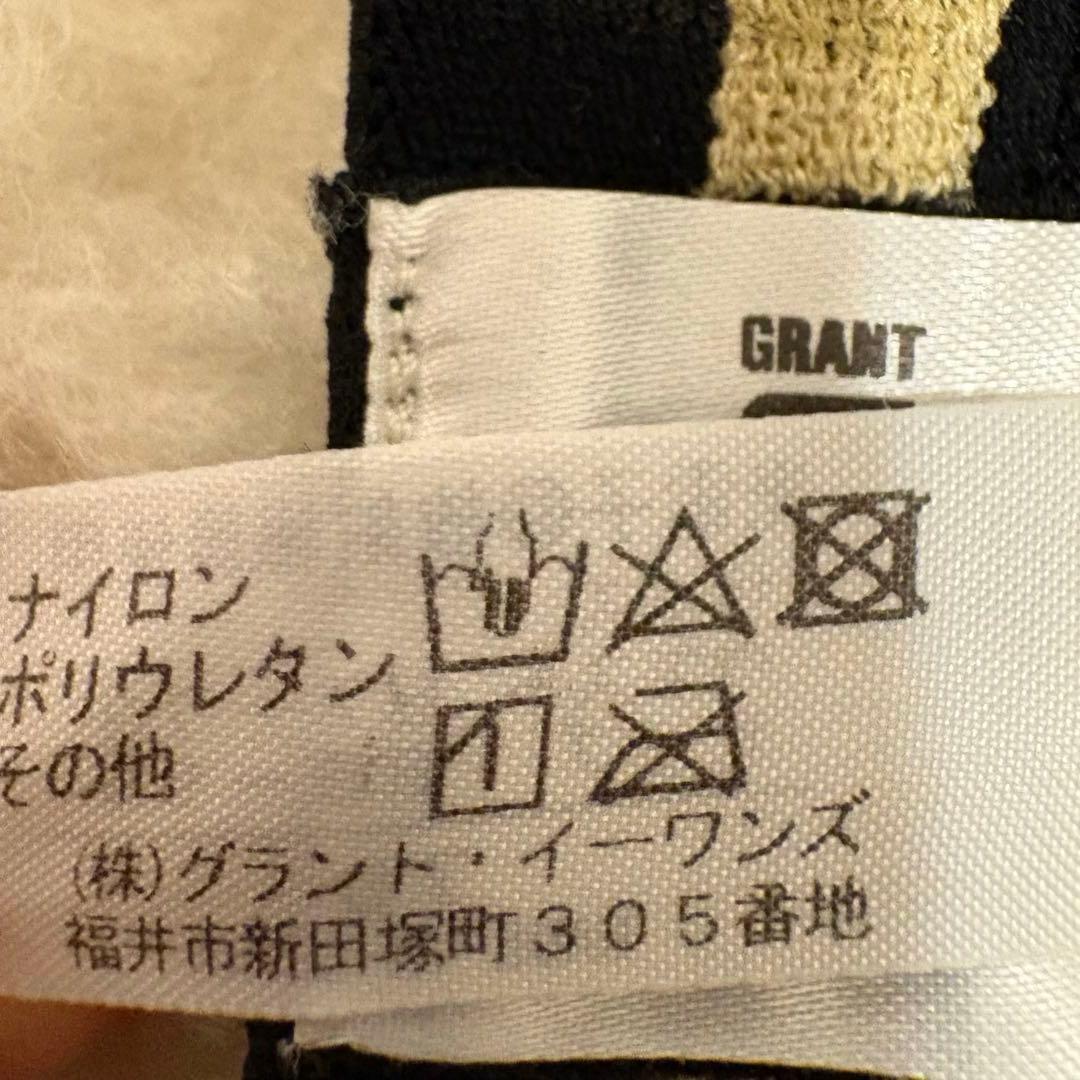 GRANT
ナイロン
ポリウレタン
その他
(株)グラント・イーワンズ
福井市新田塚町305番地